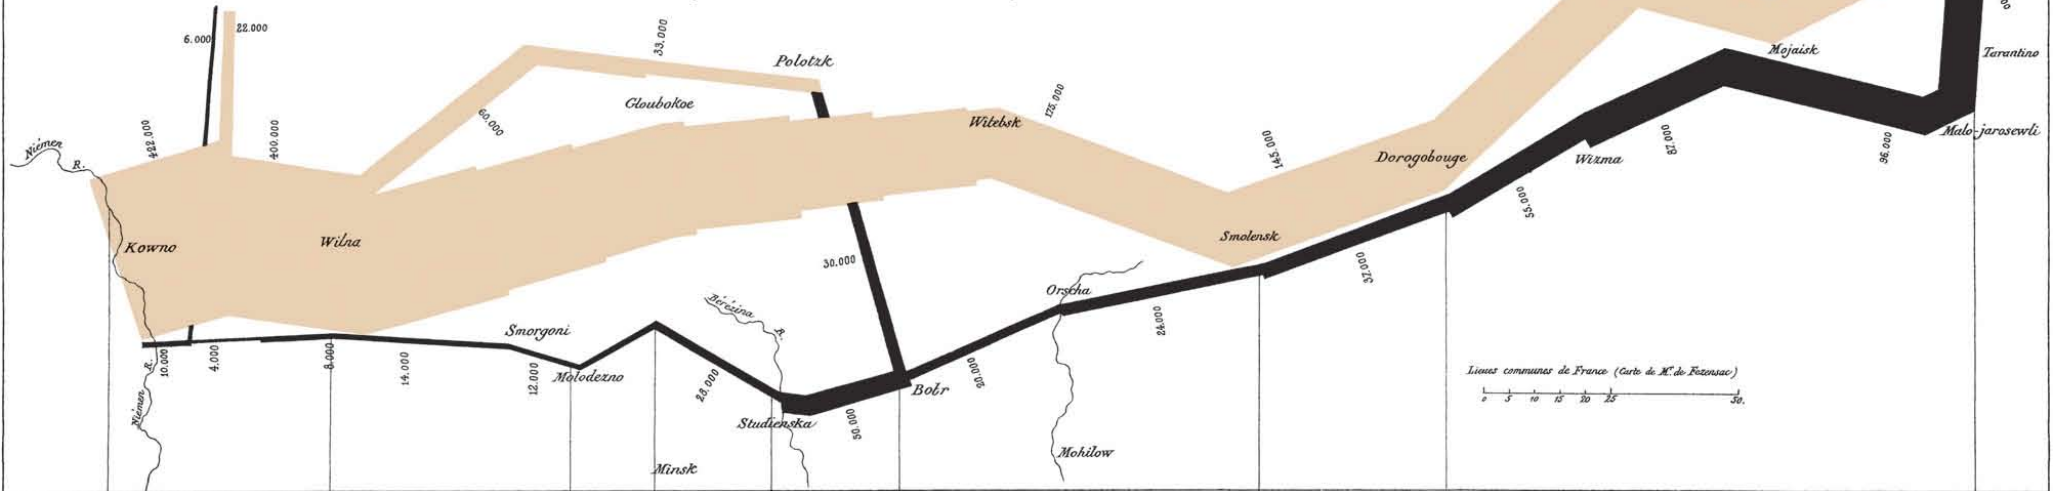 6.000
22.000
33.000
Polotzk
Mojaisk
Tarantino
Gloubokoe
60.000
422.000
400.000
175.000
Witebsk
145.000
Dorogobouge
Wizma
87.000
96.000
Malo-jarosewli
Niémen
R.
55.000
Kowno
Wilna
Smolensk
30.000
37.000
Orscha
Bérézina
R.
24.000
Smorgoni
R.
10.000
4.000
8.000
14.000
12.000
Molodezno
28.000
20.000
Bobr
Lieues communes de France (Carte de M. de Fezensac)
0 5 10 15 20 25 50.
Niémen
Studienska
50.000
Minsk
Mohilow